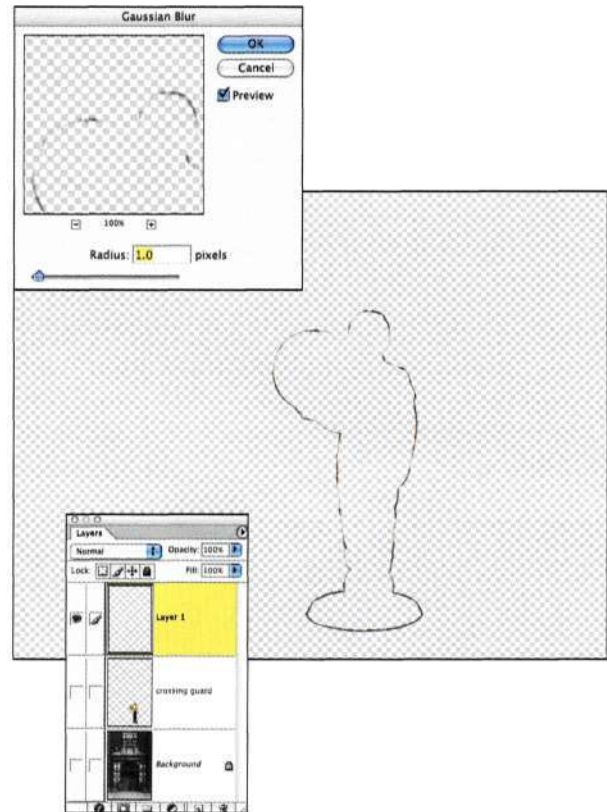 Gaussian Blur
OK
Cancel
Preview
100%
Radius: 1.0 pixels
Layers
Normal Opacity: 100%
Lock: Fill: 100%
Layer 1
crossing guard
Background